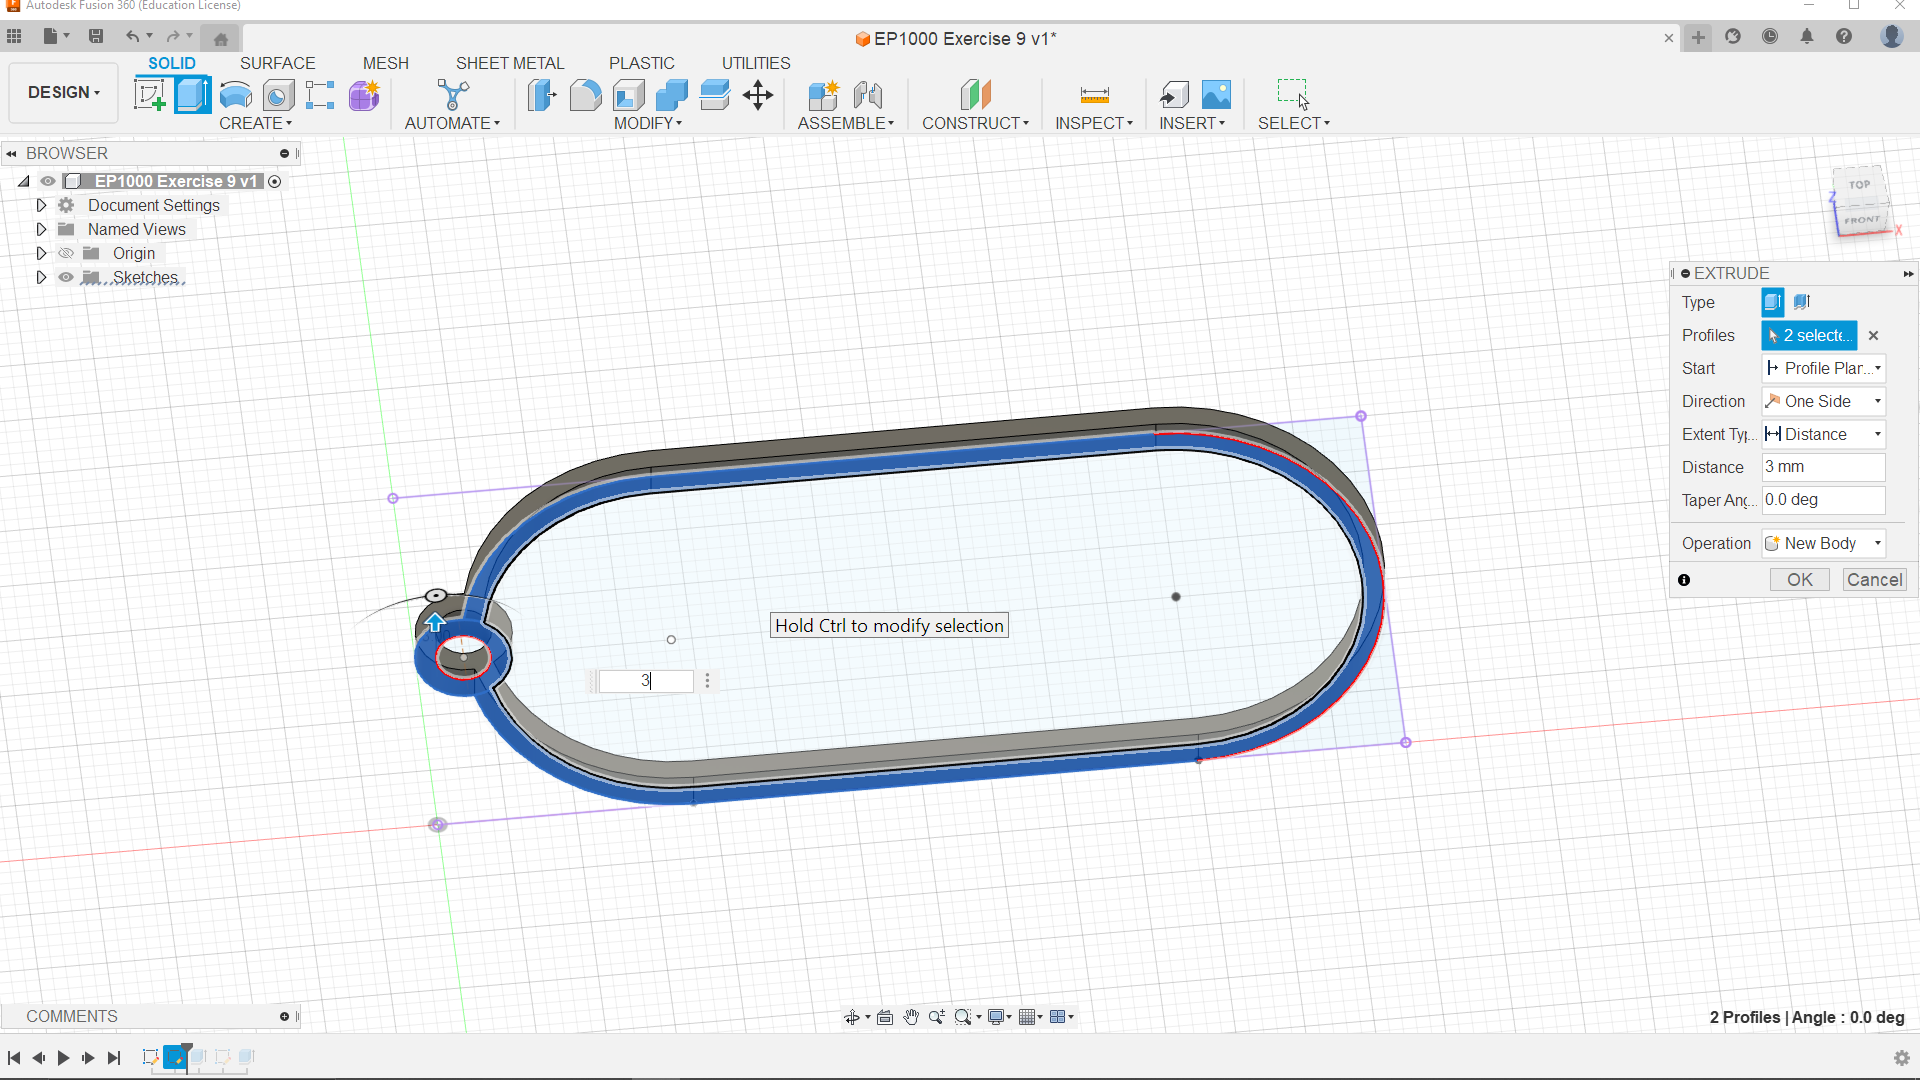 Autodesk Fusion 360 (Education License)
EP1000 Exercise 9 v1*
SOLID SURFACE MESH SHEET METAL PLASTIC UTILITIES
DESIGN
CREATE AUTOMATE MODIFY ASSEMBLE CONSTRUCT INSPECT INSERT SELECT
BROWSER
EP1000 Exercise 9 v1
Document Settings
Named Views
Origin
Sketches
TOP
FRONT
Z
X
EXTRUDE
Type
Profiles 2 selecte...
Start Profile Plan...
Direction One Side
Extent Ty... Distance
Distance 3 mm
Taper Ang... 0.0 deg
Operation New Body
OK Cancel
Hold Ctrl to modify selection
3
COMMENTS
2 Profiles | Angle : 0.0 deg